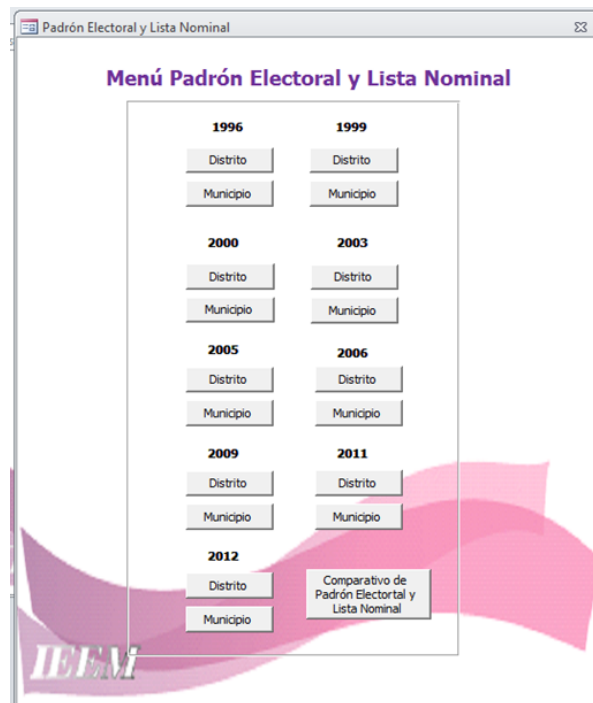 Padrón Electoral y Lista Nominal
Menú Padrón Electoral y Lista Nominal
1996 1999
Distrito Distrito
Municipio Municipio
2000 2003
Distrito Distrito
Municipio Municipio
2005 2006
Distrito Distrito
Municipio Municipio
2009 2011
Distrito Distrito
Municipio Municipio
2012
Distrito
Municipio
Comparativo de
Padrón Electortal y
Lista Nominal
IEEM